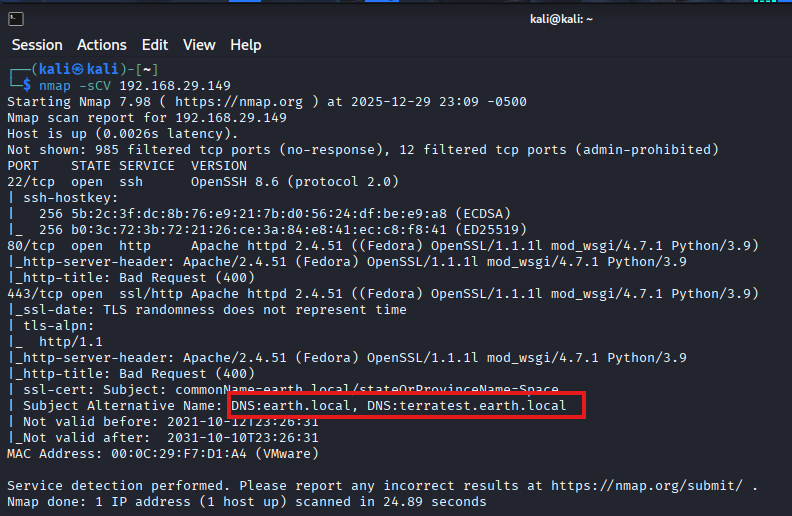 kali@kali: ~
Session Actions Edit View Help
┌──(kali㉿kali)-[~]
└─$ nmap -sCV 192.168.29.149
Starting Nmap 7.98 ( https://nmap.org ) at 2025-12-29 23:09 -0500
Nmap scan report for 192.168.29.149
Host is up (0.0026s latency).
Not shown: 985 filtered tcp ports (no-response), 12 filtered tcp ports (admin-prohibited)
PORT    STATE SERVICE  VERSION
22/tcp  open  ssh      OpenSSH 8.6 (protocol 2.0)
| ssh-hostkey:
|   256 5b:2c:3f:dc:8b:76:e9:21:7b:d0:56:24:df:be:e9:a8 (ECDSA)
|_  256 b0:3c:72:3b:72:21:26:ce:3a:84:e8:41:ec:c8:f8:41 (ED25519)
80/tcp  open  http     Apache httpd 2.4.51 ((Fedora) OpenSSL/1.1.1l mod_wsgi/4.7.1 Python/3.9)
|_http-server-header: Apache/2.4.51 (Fedora) OpenSSL/1.1.1l mod_wsgi/4.7.1 Python/3.9
|_http-title: Bad Request (400)
443/tcp open  ssl/http Apache httpd 2.4.51 ((Fedora) OpenSSL/1.1.1l mod_wsgi/4.7.1 Python/3.9)
|_ssl-date: TLS randomness does not represent time
| tls-alpn:
|_  http/1.1
|_http-server-header: Apache/2.4.51 (Fedora) OpenSSL/1.1.1l mod_wsgi/4.7.1 Python/3.9
|_http-title: Bad Request (400)
| ssl-cert: Subject: commonName=earth.local/stateOrProvinceName=Space
| Subject Alternative Name: DNS:earth.local, DNS:terratest.earth.local
| Not valid before: 2021-10-12T23:26:31
|_Not valid after:  2031-10-10T23:26:31
MAC Address: 00:0C:29:F7:D1:A4 (VMware)
Service detection performed. Please report any incorrect results at https://nmap.org/submit/ .
Nmap done: 1 IP address (1 host up) scanned in 24.89 seconds